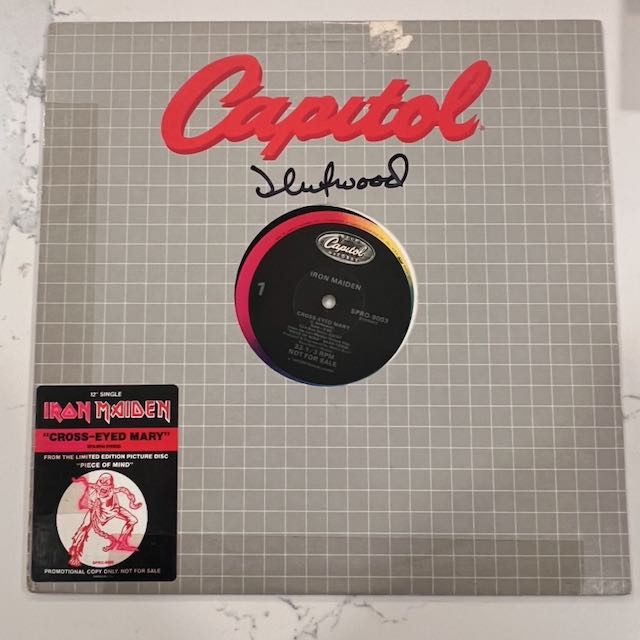 Capitol
Fleetwood
Capitol
IRON MAIDEN
1
SPRO-9003
CROSS-EYED MARY
33-1/3 RPM
NOT FOR SALE
12" SINGLE
IRON MAIDEN
"CROSS-EYED MARY"
FROM THE LIMITED EDITION PICTURE DISC
"PIECE OF MIND"
PROMOTIONAL COPY ONLY. NOT FOR SALE